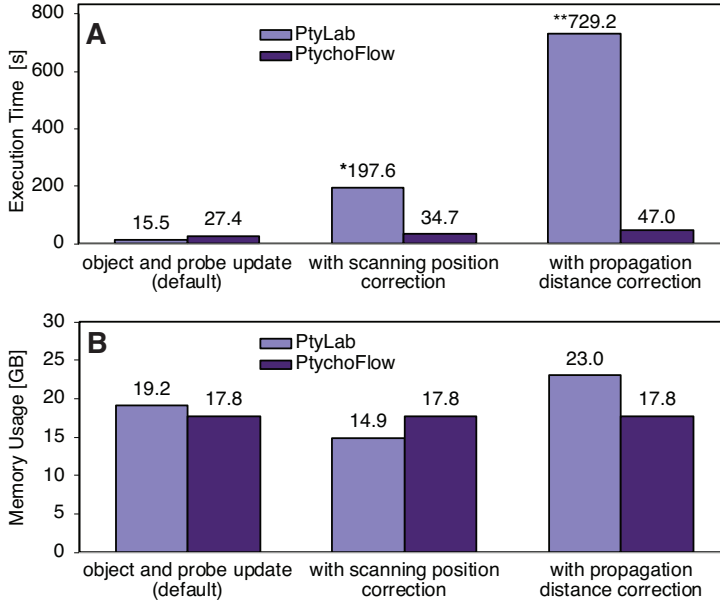 A
PtyLab
PtychoFlow
Execution Time [s]
800
600
400
200
0
15.5
27.4
*197.6
34.7
**729.2
47.0
object and probe update
(default)
with scanning position
correction
with propagation
distance correction
B
PtyLab
PtychoFlow
Memory Usage [GB]
30
25
20
15
10
5
0
19.2
17.8
14.9
17.8
23.0
17.8
object and probe update
(default)
with scanning position
correction
with propagation
distance correction